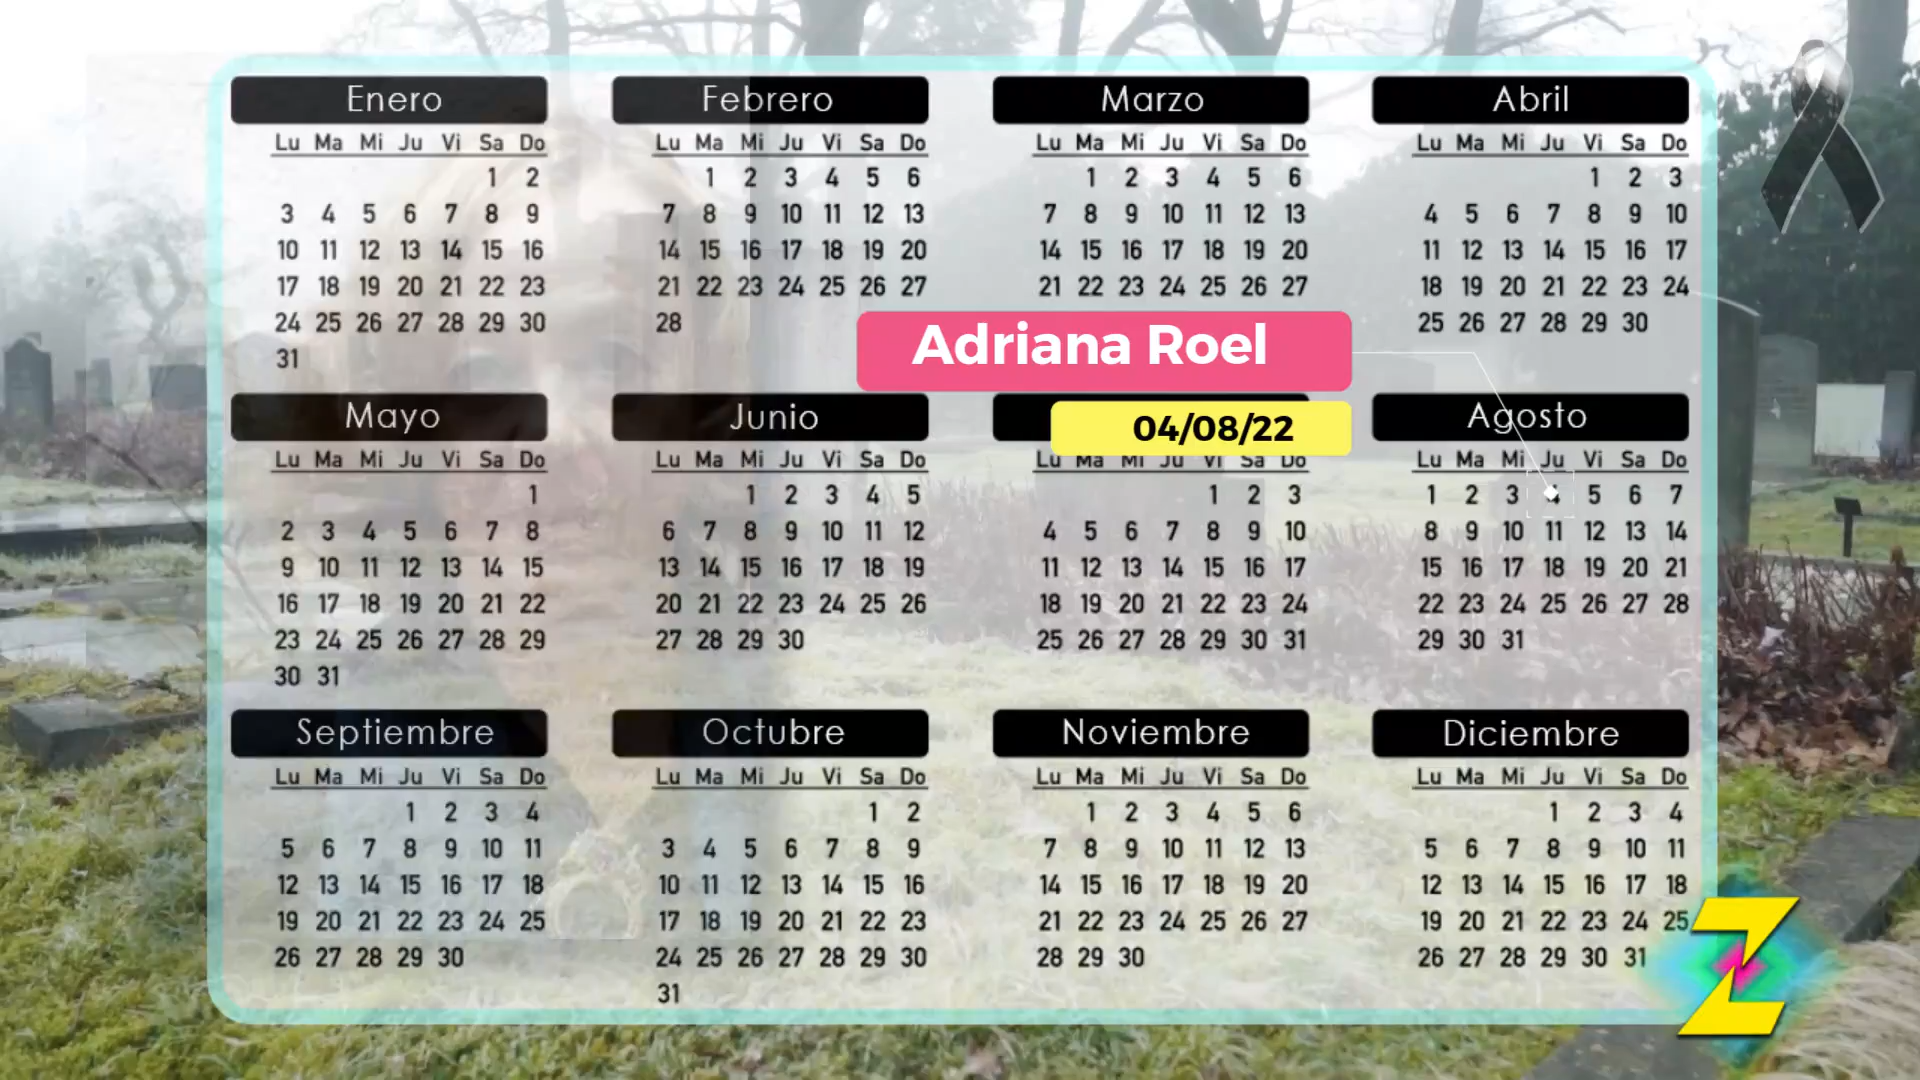 Enero
Lu Ma Mi Ju Vi Sa Do
1 2
3 4 5 6 7 8 9
10 11 12 13 14 15 16
17 18 19 20 21 22 23
24 25 26 27 28 29 30
31
Febrero
Lu Ma Mi Ju Vi Sa Do
1 2 3 4 5 6
7 8 9 10 11 12 13
14 15 16 17 18 19 20
21 22 23 24 25 26 27
28
Marzo
Lu Ma Mi Ju Vi Sa Do
1 2 3 4 5 6
7 8 9 10 11 12 13
14 15 16 17 18 19 20
21 22 23 24 25 26 27
Abril
Lu Ma Mi Ju Vi Sa Do
1 2 3
4 5 6 7 8 9 10
11 12 13 14 15 16 17
18 19 20 21 22 23 24
25 26 27 28 29 30
Adriana Roel
04/08/22
Mayo
Lu Ma Mi Ju Vi Sa Do
1
2 3 4 5 6 7 8
9 10 11 12 13 14 15
16 17 18 19 20 21 22
23 24 25 26 27 28 29
30 31
Junio
Lu Ma Mi Ju Vi Sa Do
1 2 3 4 5
6 7 8 9 10 11 12
13 14 15 16 17 18 19
20 21 22 23 24 25 26
27 28 29 30
Lu Ma Mi Ju Vi Sa Do
1 2 3
4 5 6 7 8 9 10
11 12 13 14 15 16 17
18 19 20 21 22 23 24
25 26 27 28 29 30 31
Agosto
Lu Ma Mi Ju Vi Sa Do
1 2 3 4 5 6 7
8 9 10 11 12 13 14
15 16 17 18 19 20 21
22 23 24 25 26 27 28
29 30 31
Septiembre
Lu Ma Mi Ju Vi Sa Do
1 2 3 4
5 6 7 8 9 10 11
12 13 14 15 16 17 18
19 20 21 22 23 24 25
26 27 28 29 30
Octubre
Lu Ma Mi Ju Vi Sa Do
1 2
3 4 5 6 7 8 9
10 11 12 13 14 15 16
17 18 19 20 21 22 23
24 25 26 27 28 29 30
31
Noviembre
Lu Ma Mi Ju Vi Sa Do
1 2 3 4 5 6
7 8 9 10 11 12 13
14 15 16 17 18 19 20
21 22 23 24 25 26 27
28 29 30
Diciembre
Lu Ma Mi Ju Vi Sa Do
1 2 3 4
5 6 7 8 9 10 11
12 13 14 15 16 17 18
19 20 21 22 23 24 25
26 27 28 29 30 31
Z